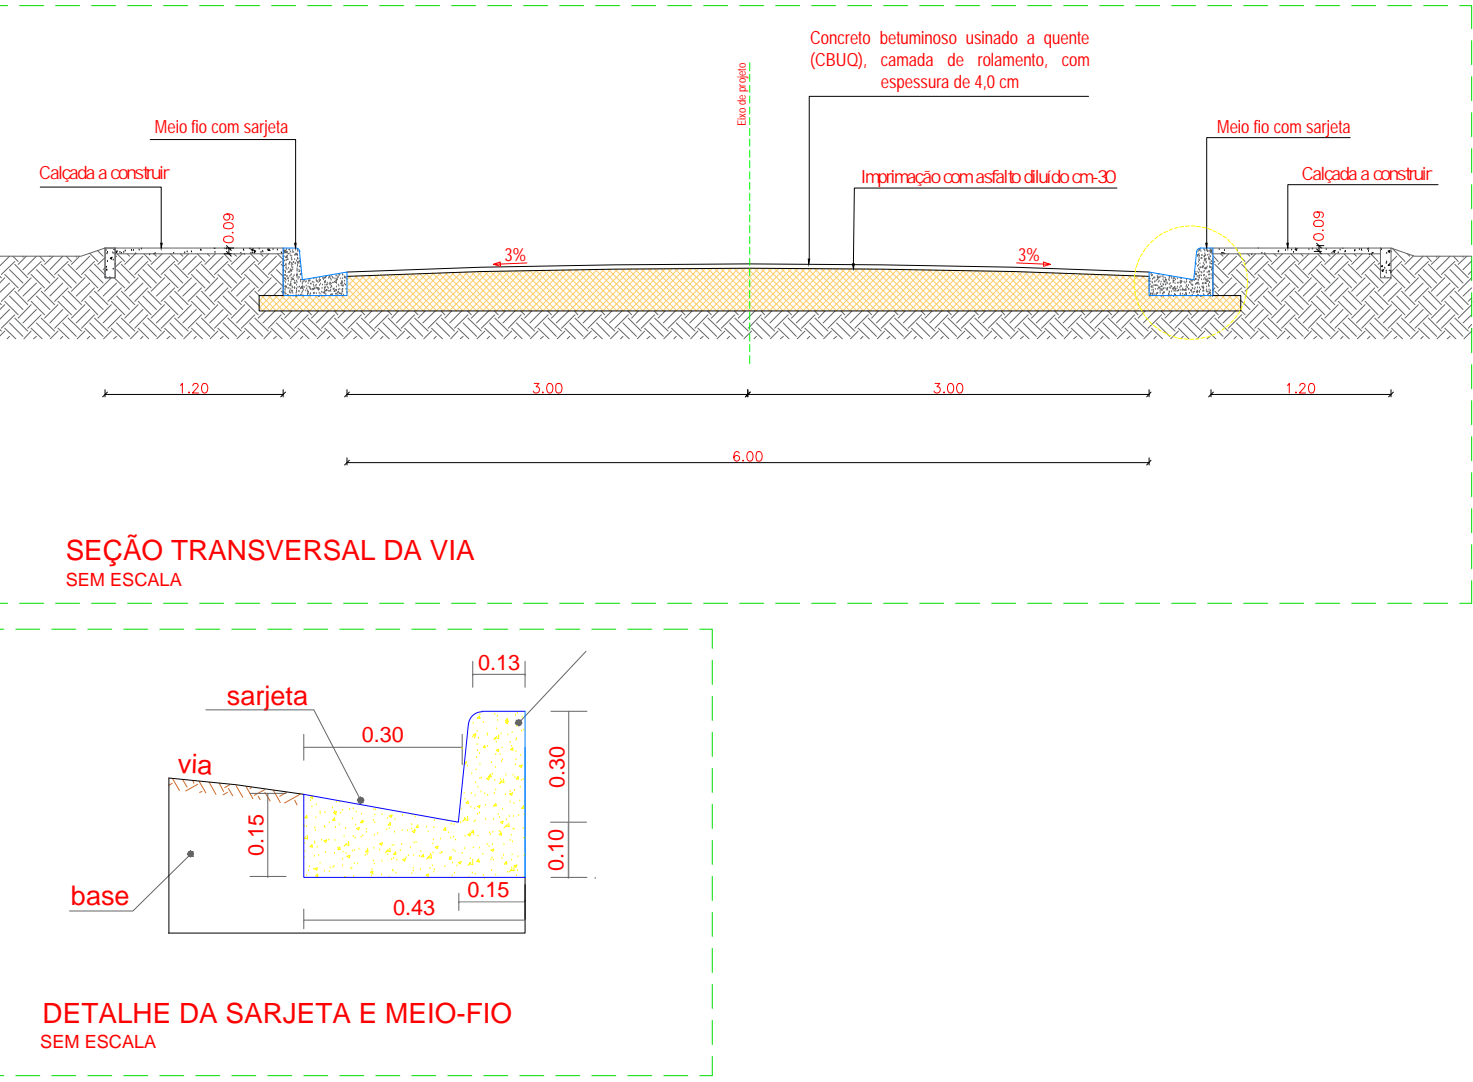 Concreto betuminoso usinado a quente
(CBUQ), camada de rolamento, com
espessura de 4,0 cm
Eixo de projeto
Meio fio com sarjeta
Meio fio com sarjeta
Calçada a construir
Imprimação com asfalto diluído cm-30
Calçada a construir
0.09
0.09
3%
3%
1.20
3.00
3.00
1.20
6.00
SEÇÃO TRANSVERSAL DA VIA
SEM ESCALA
0.13
sarjeta
0.30
via
0.30
0.15
0.10
base
0.15
0.43
DETALHE DA SARJETA E MEIO-FIO
SEM ESCALA